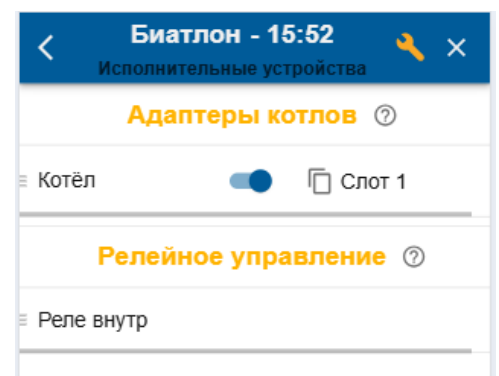 Биатлон - 15:52
Исполнительные устройства
Адаптеры котлов
Котёл Слот 1
Релейное управление
Реле внутр